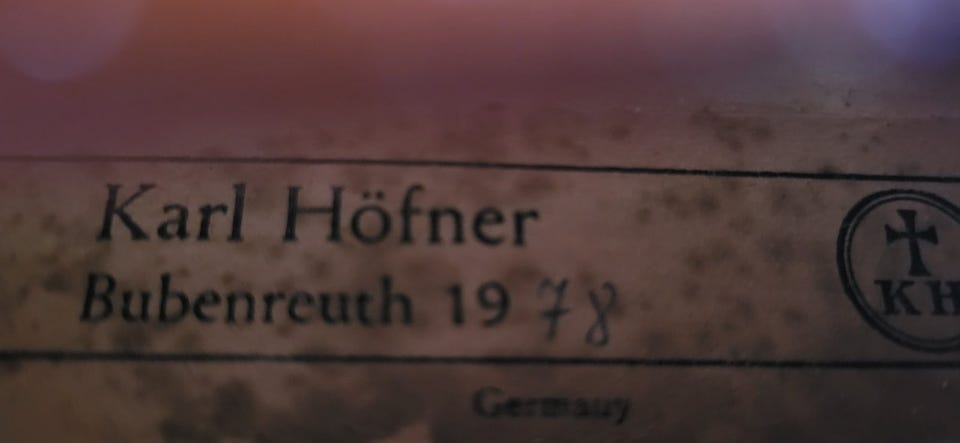 Karl Höfner
Bubenreuth 1978
KH
Germany